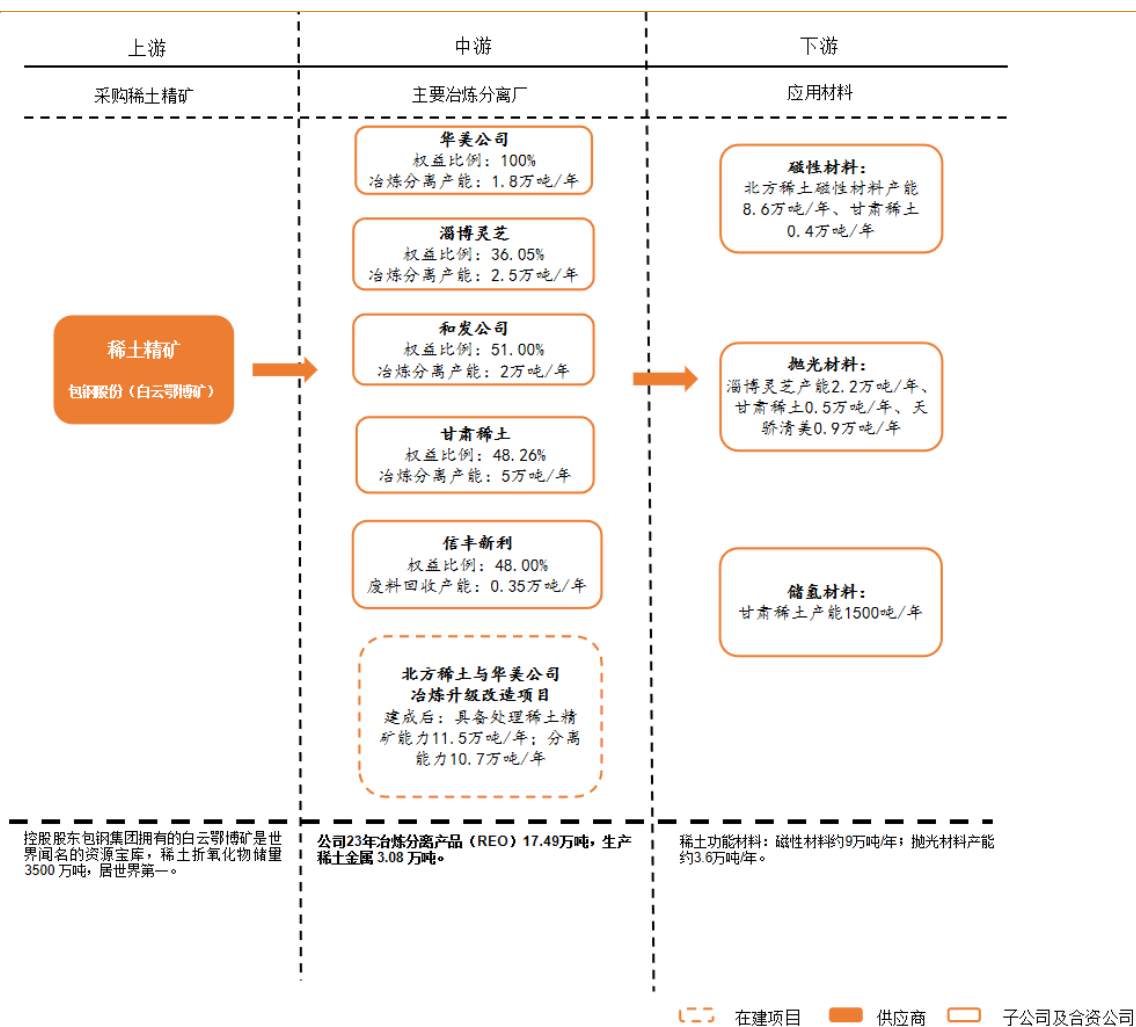 上游
中游
下游
采购稀土精矿
主要冶炼分离厂
应用材料
稀土精矿
包钢股份（白云鄂博矿）
华美公司
权益比例：100%
冶炼分离产能：1.8万吨/年
淄博灵芝
权益比例：36.05%
冶炼分离产能：2.5万吨/年
和发公司
权益比例：51.00%
冶炼分离产能：2万吨/年
甘肃稀土
权益比例：48.26%
冶炼分离产能：5万吨/年
信丰新利
权益比例：48.00%
废料回收产能：0.35万吨/年
北方稀土与华美公司
冶炼升级改造项目
建成后：具备处理稀土精
矿能力11.5万吨/年；分离
能力10.7万吨/年
磁性材料：
北方稀土磁性材料产能
8.6万吨/年、甘肃稀土
0.4万吨/年
抛光材料：
淄博灵芝产能2.2万吨/年、
甘肃稀土0.5万吨/年、天
骄清美0.9万吨/年
储氢材料：
甘肃稀土产能1500吨/年
控股股东包钢集团拥有的白云鄂博矿是世
界闻名的资源宝库，稀土折氧化物储量
3500 万吨，居世界第一。
公司23年冶炼分离产品（REO）17.49万吨，生产
稀土金属 3.08 万吨。
稀土功能材料：磁性材料约9万吨/年；抛光材料产能
约3.6万吨/年。
在建项目
供应商
子公司及合资公司